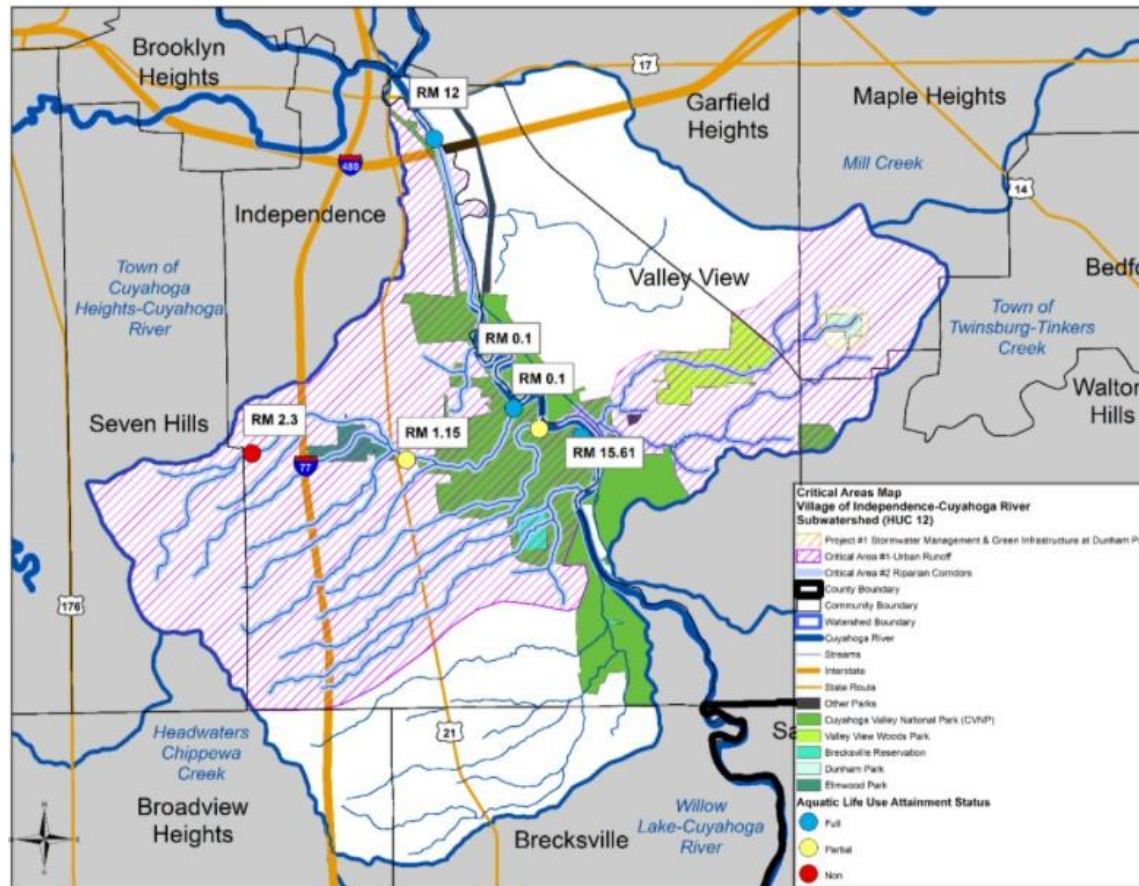 Brooklyn
Heights
17
RM 12
Garfield
Heights
Maple Heights
Mill Creek
480
14
Independence
Bedfo
Town of
Cuyahoga
Heights-Cuyahoga
River
Valley View
Town of
Twinsburg-Tinkers
Creek
RM 0.1
RM 0.1
Walton
Hills
Seven Hills
RM 2.3
RM 1.15
RM 15.61
77
176
Critical Areas Map
Village of Independence-Cuyahoga River
Subwatershed (HUC 12)
Project #1 Stormwater Management & Green Infrastructure at Dunham P
Critical Area #1-Urban Runoff
Critical Area #2 Riparian Corridors
County Boundary
Community Boundary
Watershed Boundary
Cuyahoga River
Streams
Interstate
State Route
Other Parks
Cuyahoga Valley National Park (CVNP)
Valley View Woods Park
Brecksville Reservation
Dunham Park
Elmwood Park
Aquatic Life Use Attainment Status
Full
Partial
Non
Sa
21
Headwaters
Chippewa
Creek
Broadview
Heights
Brecksville
Willow
Lake-Cuyahoga
River